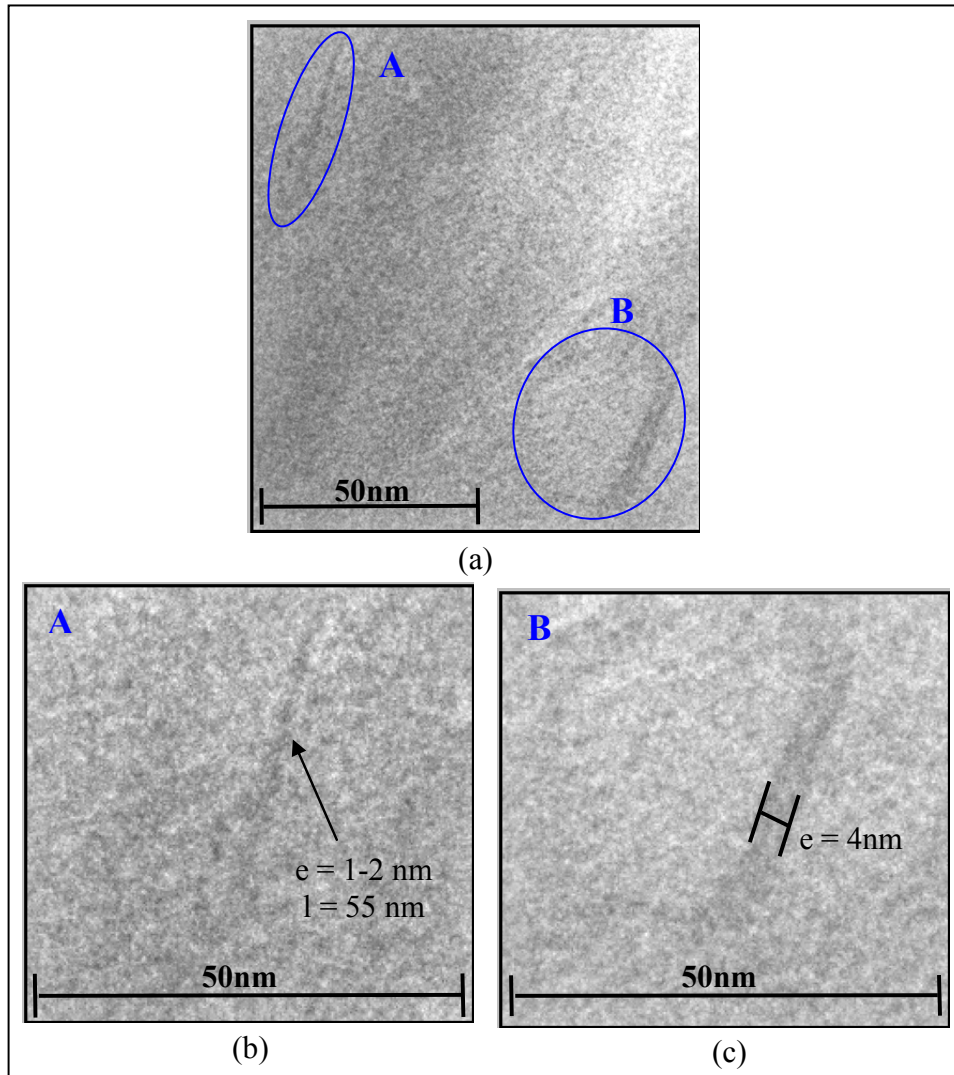 A
B
50nm
(a)
A
e = 1-2 nm
l = 55 nm
50nm
(b)
B
e = 4nm
50nm
(c)